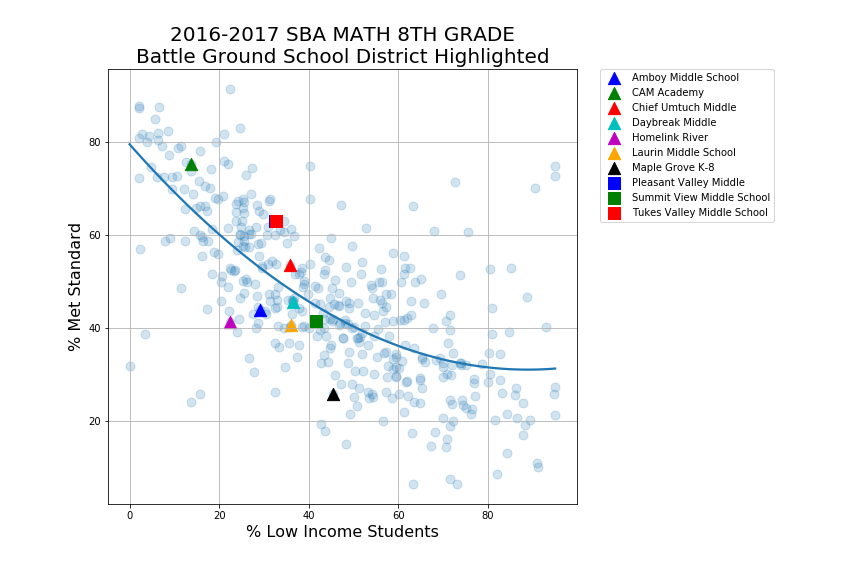 2016-2017 SBA MATH 8TH GRADE
Battle Ground School District Highlighted
% Met Standard
80
60
40
20
0
20
40
60
80
% Low Income Students
Amboy Middle School
CAM Academy
Chief Umtuch Middle
Daybreak Middle
Homelink River
Laurin Middle School
Maple Grove K-8
Pleasant Valley Middle
Summit View Middle School
Tukes Valley Middle School